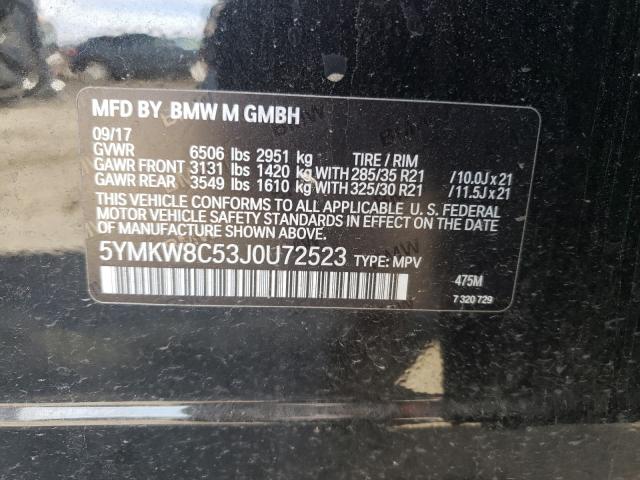 MFD BY BMW M GMBH
09/17
GVWR 6506 lbs 2951 kg TIRE / RIM
GAWR FRONT 3131 lbs 1420 kg WITH 285/35 R21 /10.0J x 21
GAWR REAR 3549 lbs 1610 kg WITH 325/30 R21 /11.5J x 21
THIS VEHICLE CONFORMS TO ALL APPLICABLE U. S. FEDERAL
MOTOR VEHICLE SAFETY STANDARDS IN EFFECT ON THE DATE OF
MANUFACTURE SHOWN ABOVE.
5YMKW8C53J0U72523 TYPE: MPV
475M
7 320 729